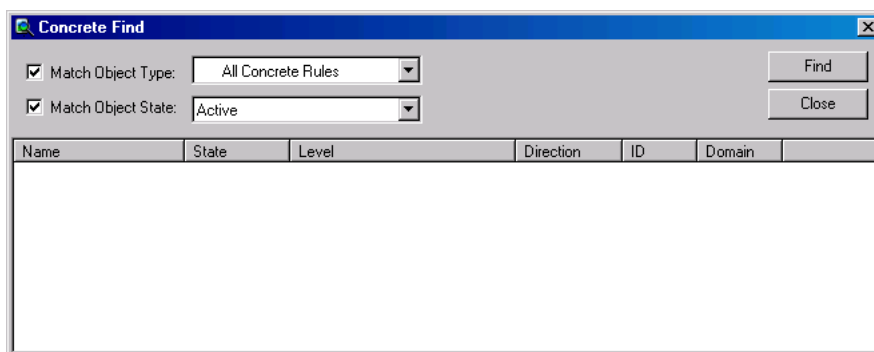 Concrete Find
Match Object Type: All Concrete Rules Find
Match Object State: Active Close
Name State Level Direction ID Domain